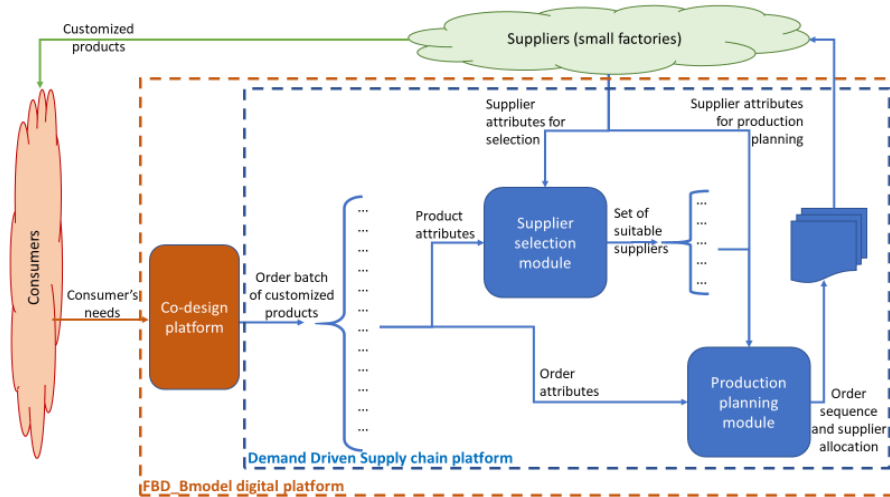 Customized
products
Suppliers (small factories)
Supplier
attributes for
selection
Supplier attributes
for production
planning
Consumers
Consumer's
needs
Co-design
platform
Order batch
of customized
products
...
...
...
...
...
...
...
...
...
...
...
...
Product
attributes
Supplier
selection
module
Set of
suitable
suppliers
...
...
...
...
...
Order
attributes
Production
planning
module
Order
sequence
and supplier
allocation
Demand Driven Supply chain platform
FBD_Bmodel digital platform